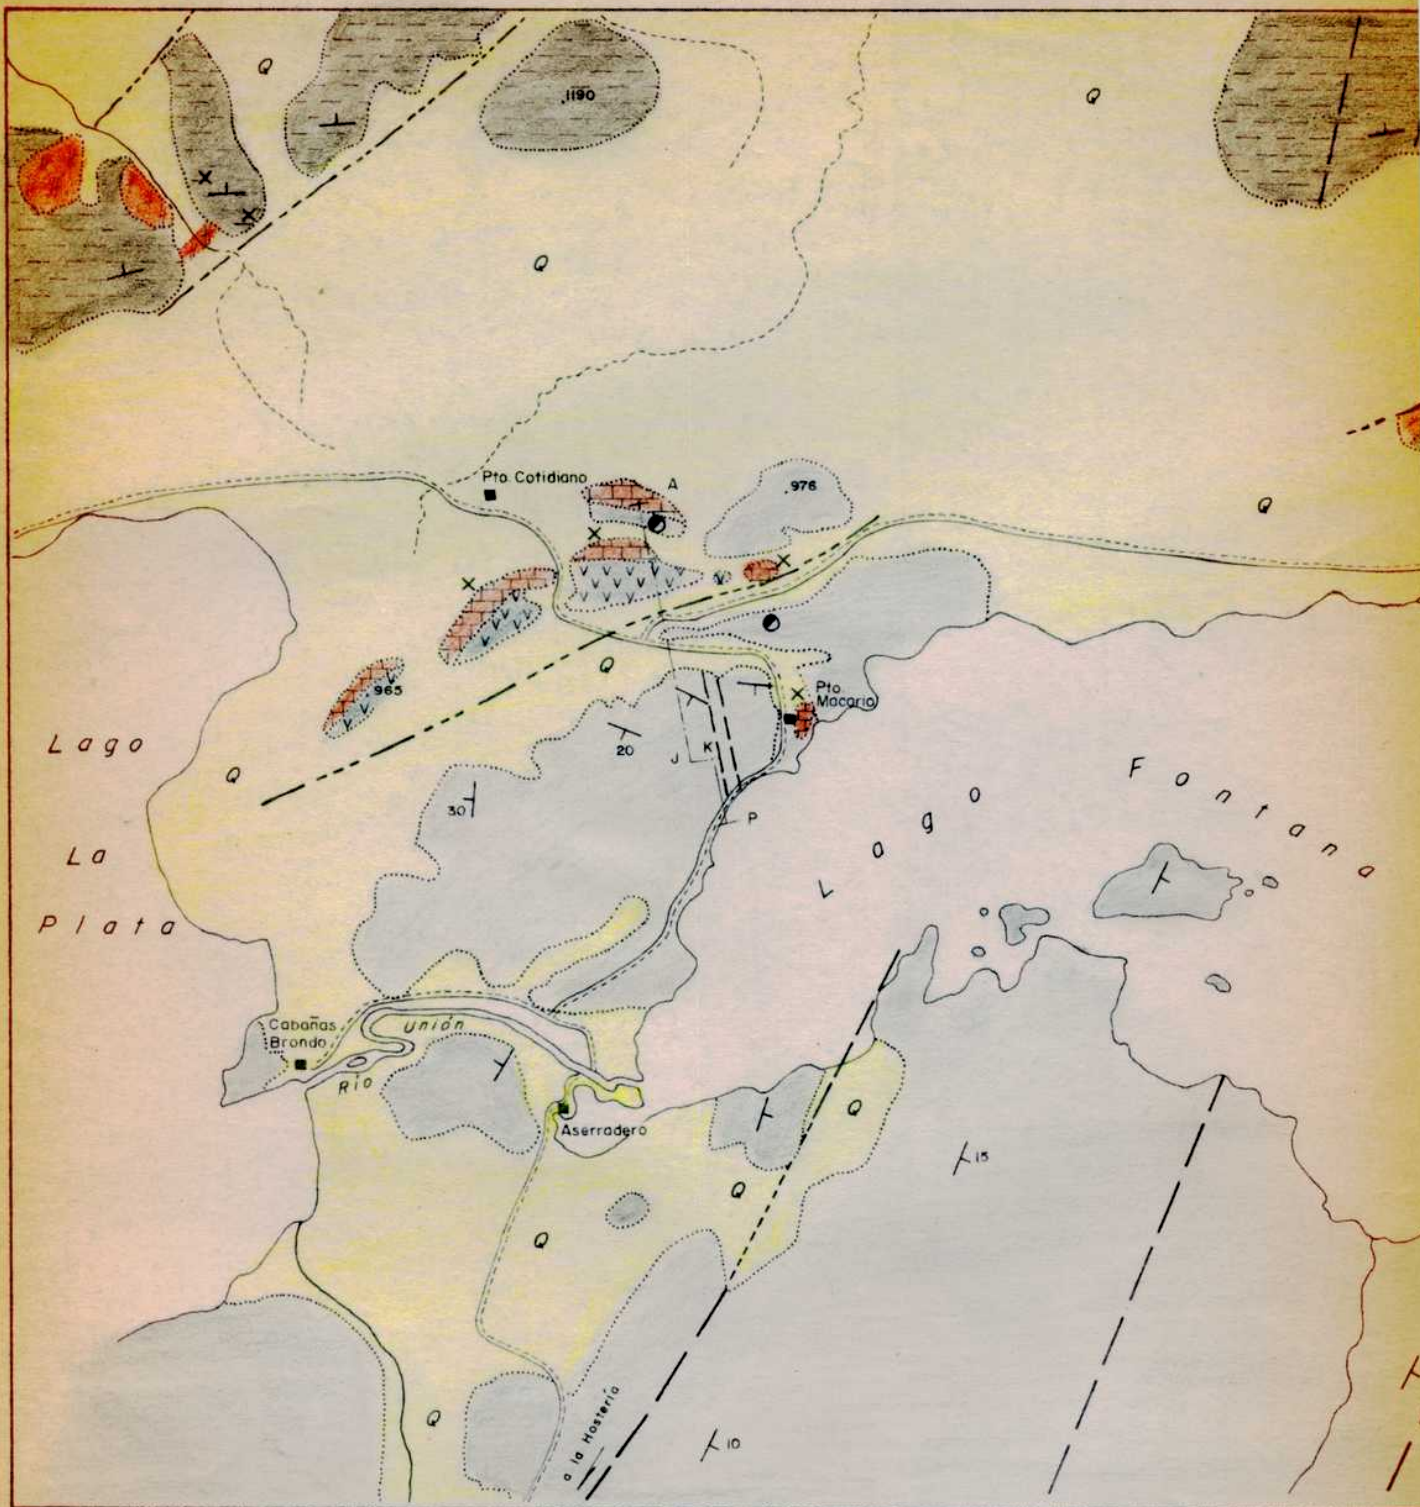 Q
.1190
Q
Q
Pto. Cotidiano
A
.976
Q
.965
Q
Pto.
Macario
20
J
K
30
P
Q
Lago
La
Plata
Lago Fontana
Cabañas
Brondo
Río Unión
Aserradero
Q
Q
Q
15
Q
10
a la Hostería